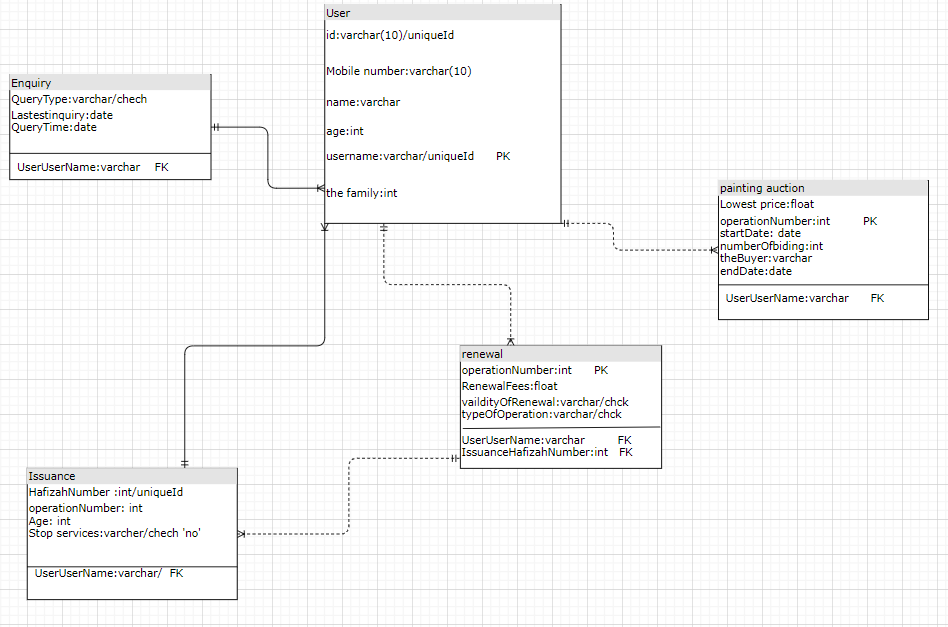 User
id:varchar(10)/uniqueId
Mobile number:varchar(10)
name:varchar
age:int
username:varchar/uniqueId PK
the family:int
Enquiry
QueryType:varchar/chech
Lastestinquiry:date
QueryTime:date
UserUserName:varchar FK
painting auction
Lowest price:float
operationNumber:int PK
startDate: date
numberOfbiding:int
theBuyer:varchar
endDate:date
UserUserName:varchar FK
renewal
operationNumber:int PK
RenewalFees:float
vaildityOfRenewal:varchar/chck
typeOfOperation:varchar/chck
UserUserName:varchar FK
IssuanceHafizahNumber:int FK
Issuance
HafizahNumber :int/uniqueId
operationNumber: int
Age: int
Stop services:varcher/chech 'no'
UserUserName:varchar/ FK